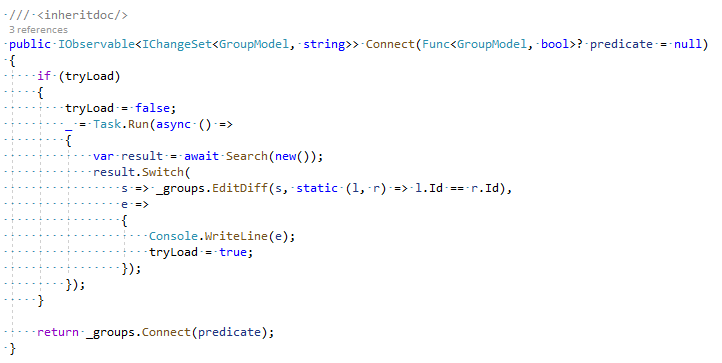 /// <inheritdoc/>
3 references
public IObservable<IChangeSet<GroupModel, string>> Connect(Func<GroupModel, bool>? predicate = null)
{
    if (tryLoad)
    {
        tryLoad = false;
        _ = Task.Run(async () =>
        {
            var result = await Search(new());
            result.Switch(
                s => _groups.EditDiff(s, static (l, r) => l.Id == r.Id),
                e =>
                {
                    Console.WriteLine(e);
                    tryLoad = true;
                });
        });
    }

    return _groups.Connect(predicate);
}